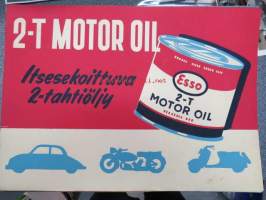 2-T MOTOR OIL
Itsesekoittuva
2-tahtiöljy
Esso
2-T
MOTOR OIL